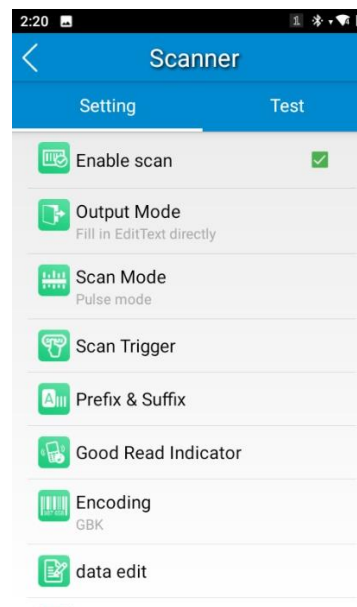 2:20
1
Scanner
Setting Test
Enable scan
Output Mode
Fill in EditText directly
Scan Mode
Pulse mode
Scan Trigger
Prefix & Suffix
Good Read Indicator
Encoding
GBK
data edit